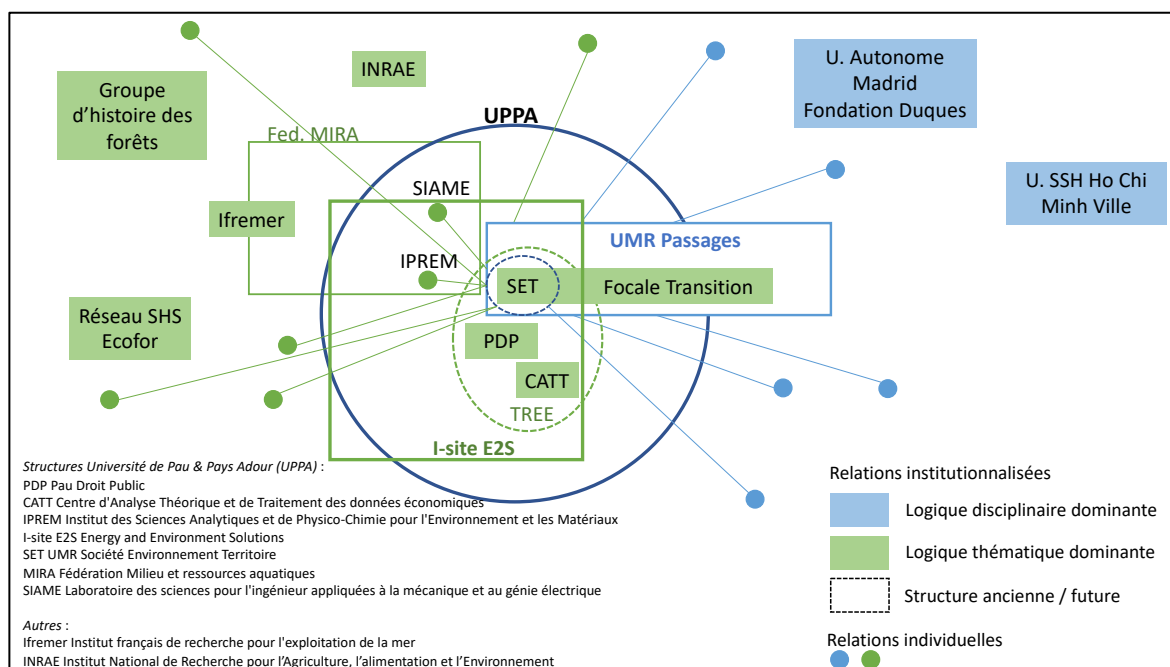 INRAE
U. Autonome
Madrid
Fondation Duques
Groupe
d'histoire des
forêts
UPPA
Fed. MIRA
SIAME
U. SSH Ho Chi
Minh Ville
Ifremer
UMR Passages
IPREM
SET
Focale Transition
Réseau SHS
Ecofor
PDP
CATT
TREE
I-site E2S
Structures Université de Pau & Pays Adour (UPPA) :
PDP Pau Droit Public
CATT Centre d'Analyse Théorique et de Traitement des données économiques
IPREM Institut des Sciences Analytiques et de Physico-Chimie pour l'Environnement et les Matériaux
I-site E2S Energy and Environment Solutions
SET UMR Société Environnement Territoire
MIRA Fédération Milieu et ressources aquatiques
SIAME Laboratoire des sciences pour l'ingénieur appliquées à la mécanique et au génie électrique
Autres :
Ifremer Institut français de recherche pour l'exploitation de la mer
INRAE Institut National de Recherche pour l'Agriculture, l'alimentation et l'Environnement
Relations institutionnalisées
Logique disciplinaire dominante
Logique thématique dominante
Structure ancienne / future
Relations individuelles